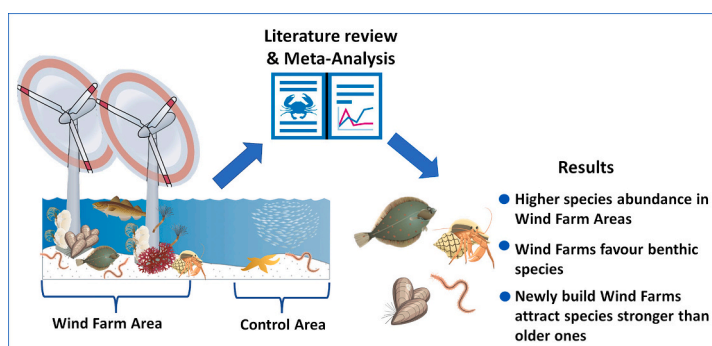 Literature review
& Meta-Analysis
Results
Higher species abundance in
Wind Farm Areas
Wind Farms favour benthic
species
Newly build Wind Farms
attract species stronger than
older ones
Wind Farm Area
Control Area